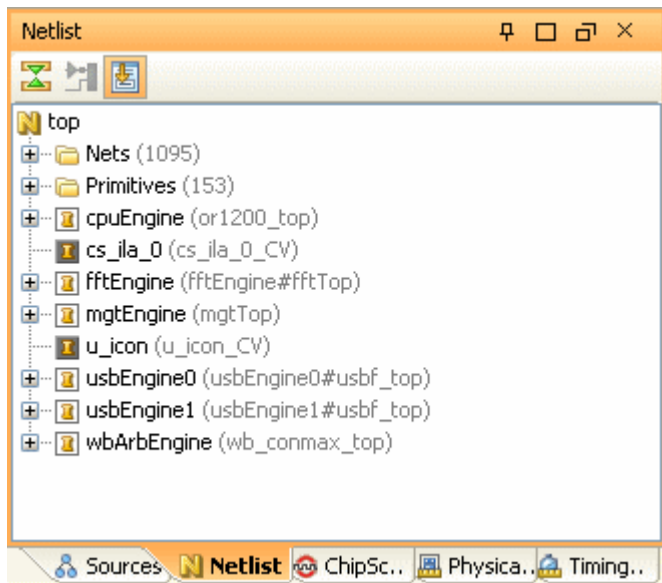 Netlist
top
Nets (1095)
Primitives (153)
cpuEngine (or1200_top)
cs_ila_0 (cs_ila_0_CV)
fftEngine (fftEngine#fftTop)
mgtEngine (mgtTop)
u_icon (u_icon_CV)
usbEngine0 (usbEngine0#usbf_top)
usbEngine1 (usbEngine1#usbf_top)
wbArbEngine (wb_conmax_top)
Sources Netlist ChipSc.. Physica.. Timing..